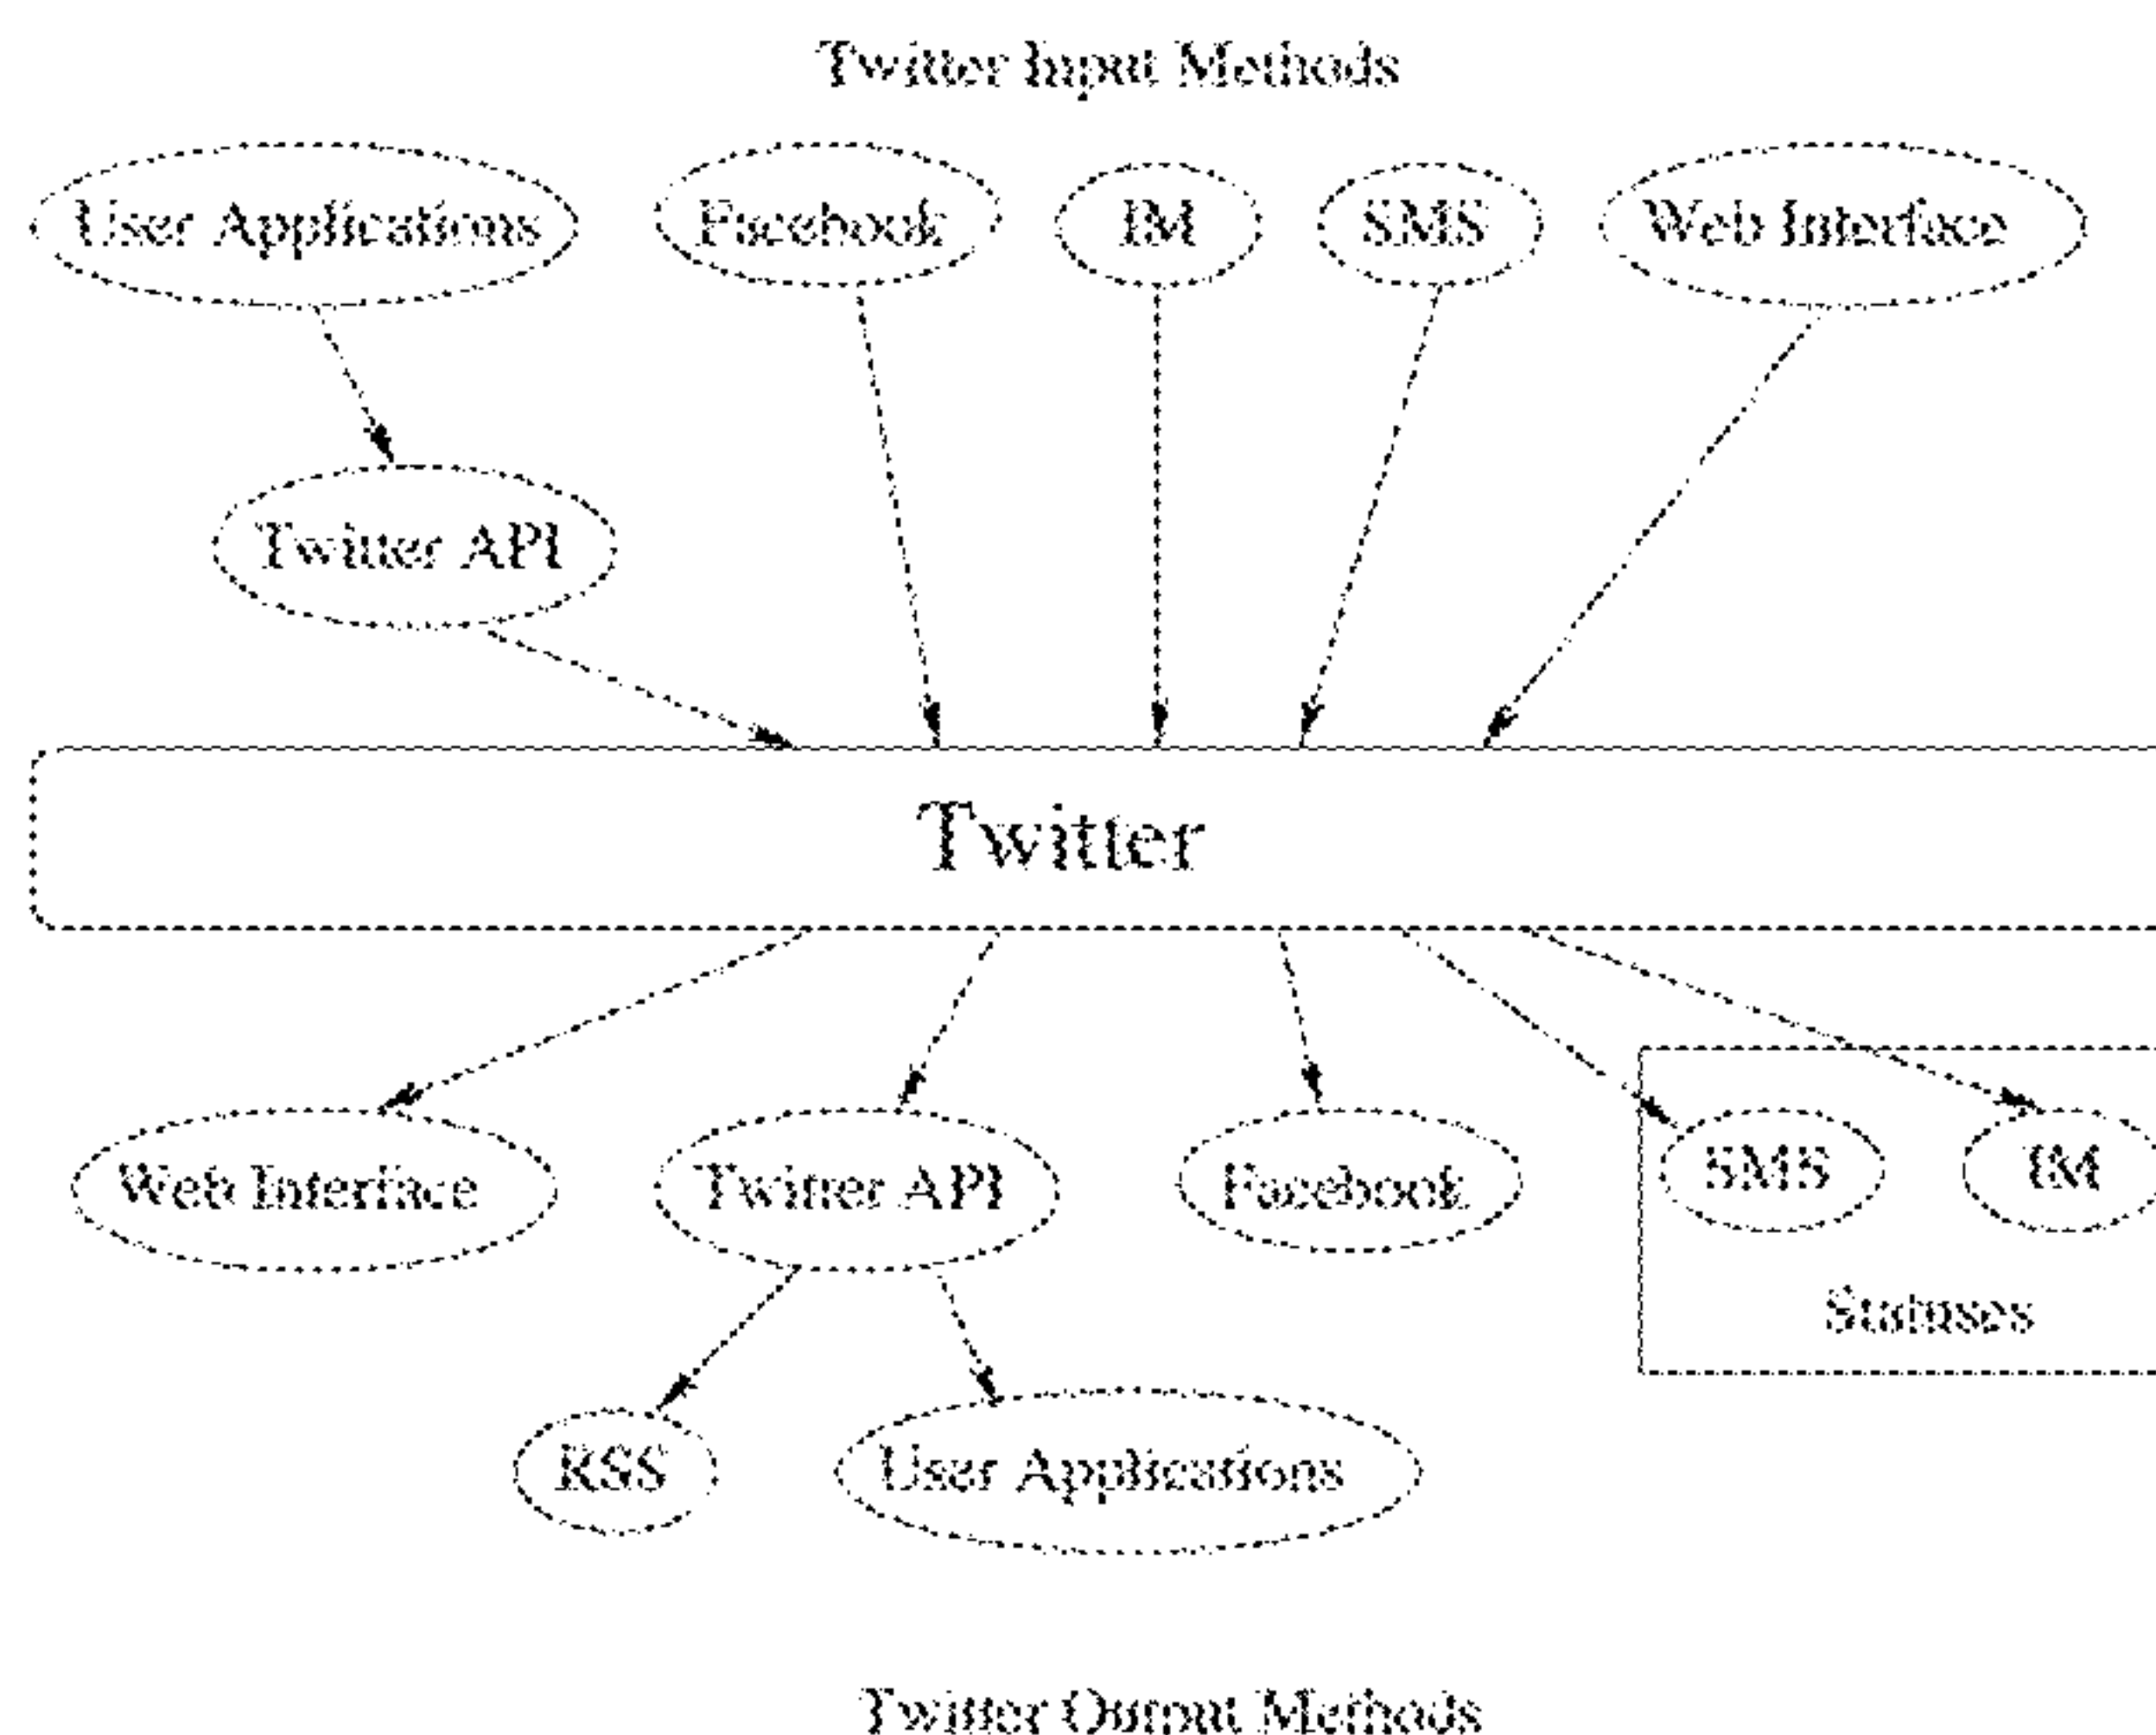 Twitter Input Methods
User Applications
Facebook
IM
SMS
Web Interface
Twitter API
Twitter
Web Interface
Twitter API
Facebook
SMS
IM
Statuses
RSS
User Applications
Twitter Output Methods